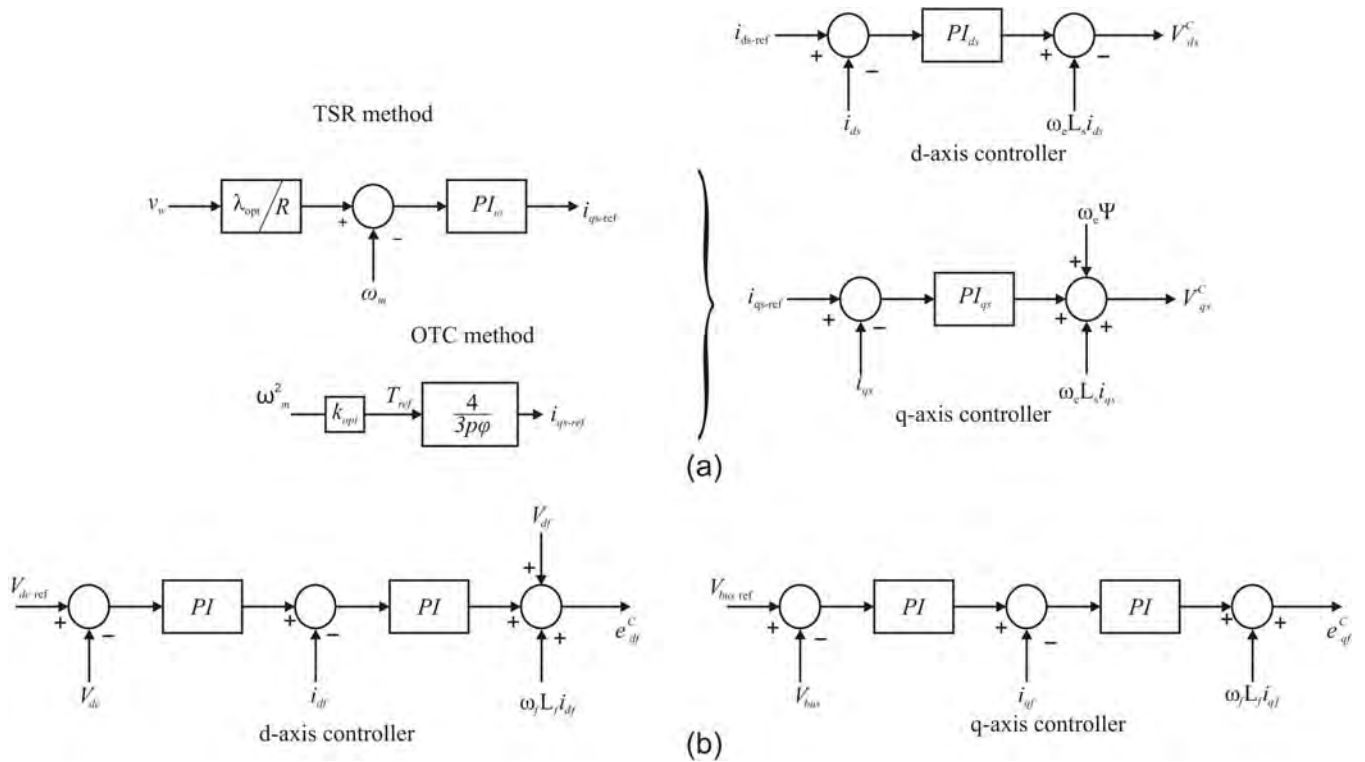 TSR method
v_w
λ_opt / R
+
−
ω_m
PI_ω
i_qs-ref
OTC method
ω²_m
k_opt
T_ref
4
3pφ
i_qs-ref
i_ds-ref
+
−
i_ds
PI_ds
+
−
ω_e L_s i_ds
V^C_ds
d-axis controller
i_qs-ref
+
−
i_qs
PI_qs
ω_e Ψ
+
+
+
ω_e L_s i_qs
V^C_qs
q-axis controller
(a)
V_dc ref
+
−
V_dc
PI
+
−
i_df
PI
V_df
+
+
+
ω_f L_f i_df
e^C_df
d-axis controller
V_bus ref
+
−
V_bus
PI
+
−
i_qf
PI
+
+
ω_f L_f i_qf
e^C_qf
q-axis controller
(b)